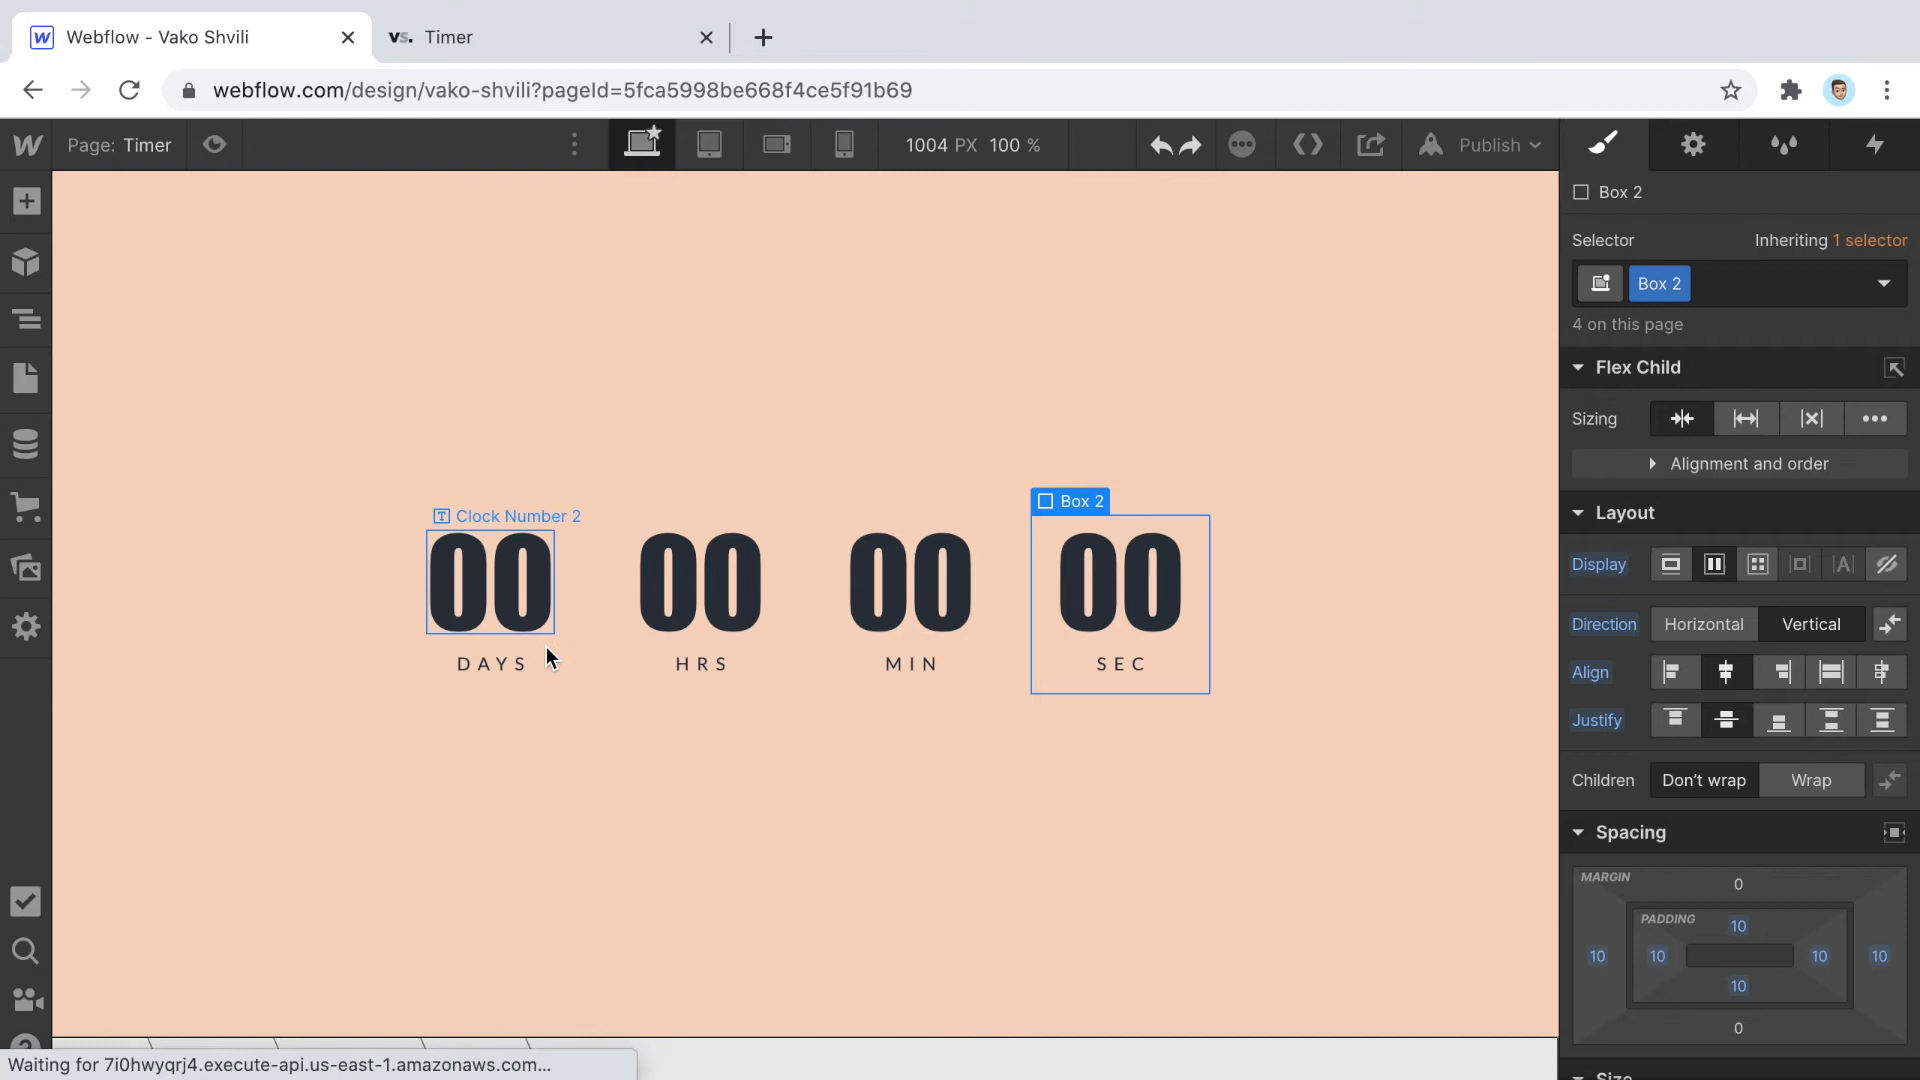 Webflow - Vako Shvili
vs. Timer
webflow.com/design/vako-shvili?pageId=5fca5998be668f4ce5f91b69
Page: Timer
1004 PX 100 %
Publish
Box 2
Selector
Inheriting 1 selector
Box 2
4 on this page
Flex Child
Sizing
Alignment and order
Layout
Display
Direction
Horizontal
Vertical
Align
Justify
Children
Don't wrap
Wrap
Spacing
MARGIN
0
PADDING
10
10
10
10
10
10
0
Clock Number 2
Box 2
00
00
00
00
DAYS
HRS
MIN
SEC
Waiting for 7i0hwyqrj4.execute-api.us-east-1.amazonaws.com...